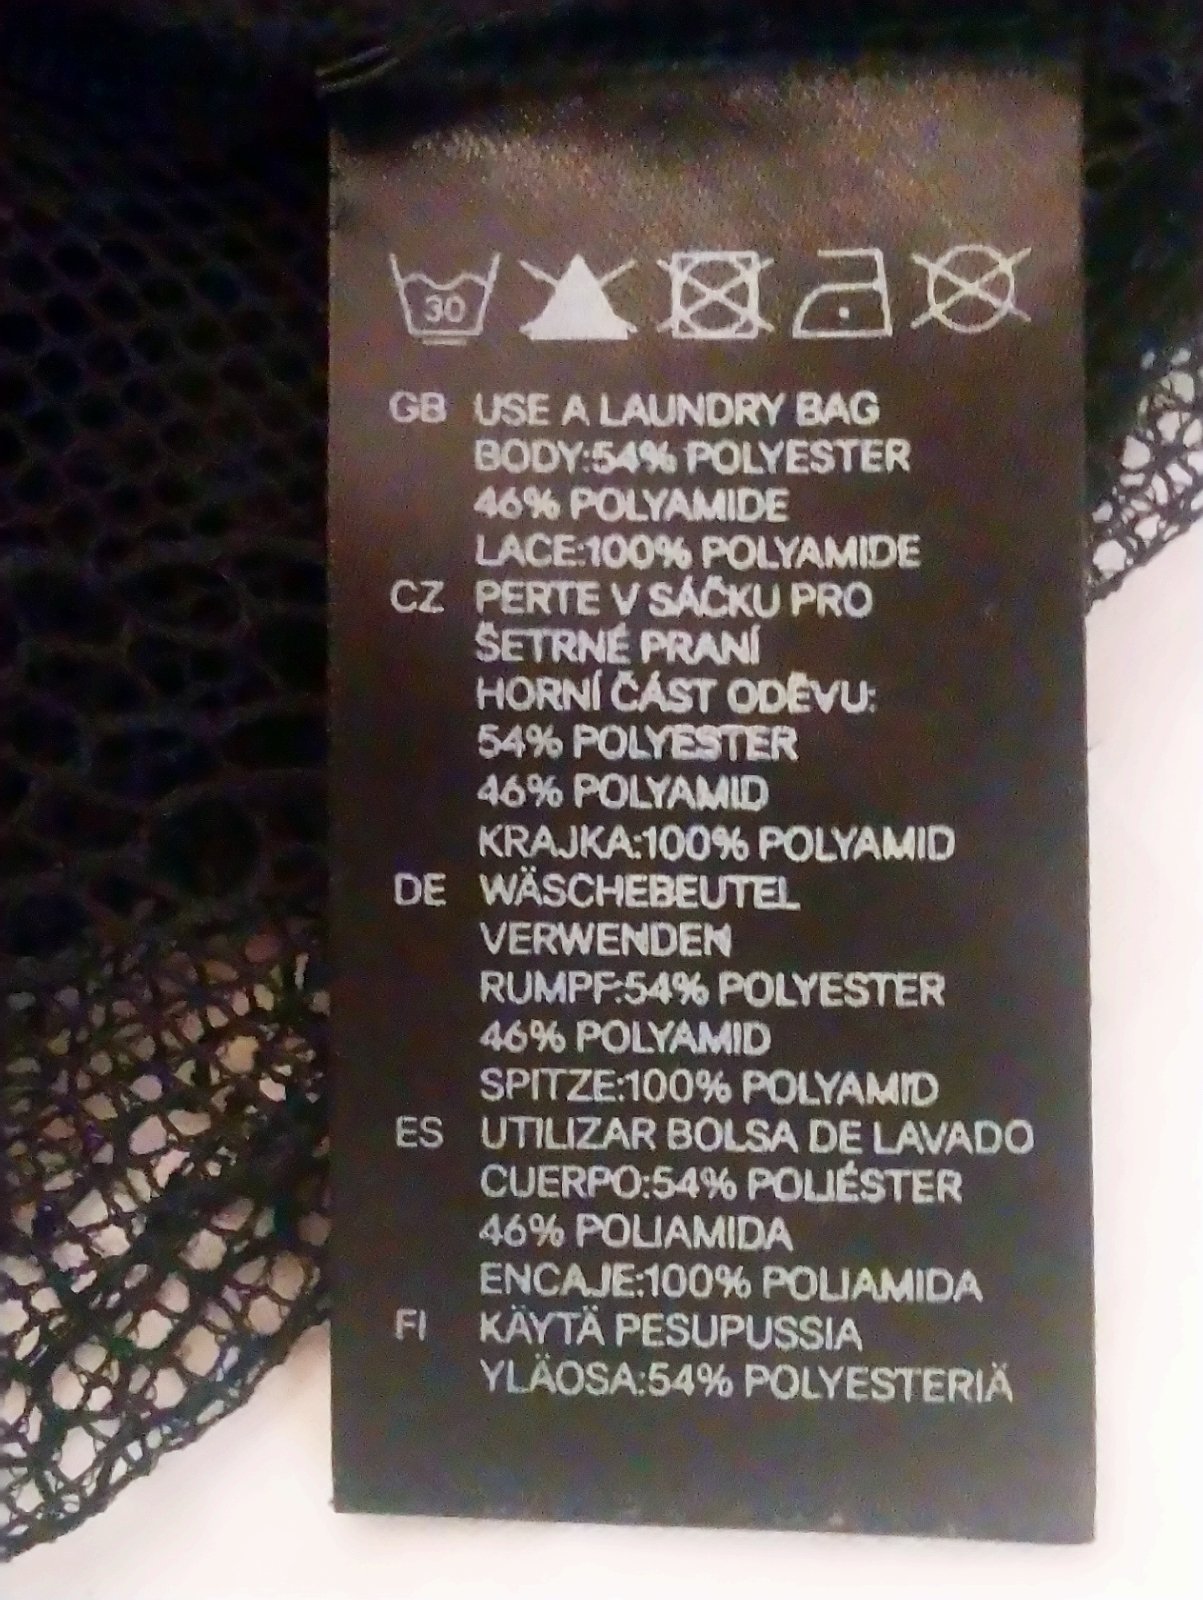 30
GB USE A LAUNDRY BAG
BODY:54% POLYESTER
46% POLYAMIDE
LACE:100% POLYAMIDE
CZ PERTE V SÁČKU PRO
ŠETRNÉ PRANÍ
HORNÍ ČÁST ODĚVU:
54% POLYESTER
46% POLYAMID
KRAJKA:100% POLYAMID
DE WÄSCHEBEUTEL
VERWENDEN
RUMPF:54% POLYESTER
46% POLYAMID
SPITZE:100% POLYAMID
ES UTILIZAR BOLSA DE LAVADO
CUERPO:54% POLIÉSTER
46% POLIAMIDA
ENCAJE:100% POLIAMIDA
FI KÄYTÄ PESUPUSSIA
YLÄOSA:54% POLYESTERIÄ